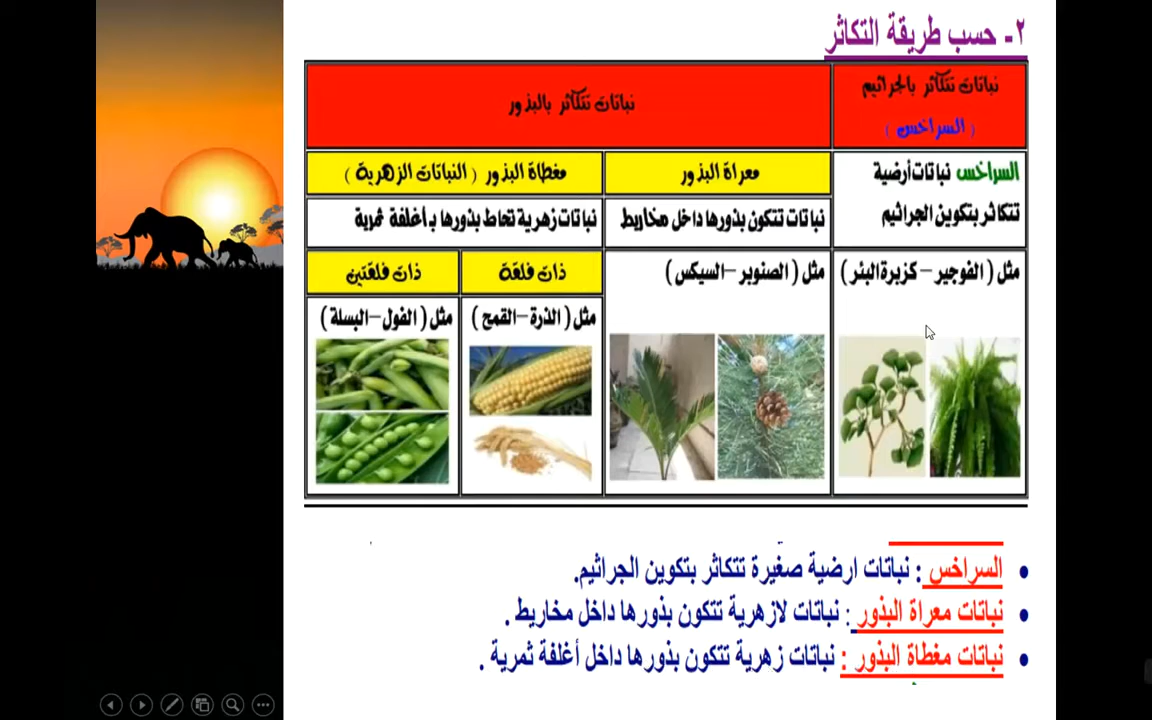 ٢- حسب طريقة التكاثر
نباتات تتكاثر بالجراثيم
( السراخس )
نباتات تتكاثر بالبذور
السراخس نباتات أرضية
تتكاثر بتكوين الجراثيم
معراة البذور
مغطاة البذور ( النباتات الزهرية )
نباتات تتكون بذورها داخل مخاريط
نباتات زهرية تحاط بذورها بأغلفة ثمرية
مثل ( الفوجير – كزبرة البئر )
مثل ( الصنوبر – السيكس )
ذات فلقة
ذات فلقتين
مثل ( الذرة – القمح )
مثل ( الفول – البسلة )
• السراخس : نباتات ارضية صغيرة تتكاثر بتكوين الجراثيم.
• نباتات معراة البذور : نباتات لازهرية تتكون بذورها داخل مخاريط .
• نباتات مغطاة البذور : نباتات زهرية تتكون بذورها داخل أغلفة ثمرية .